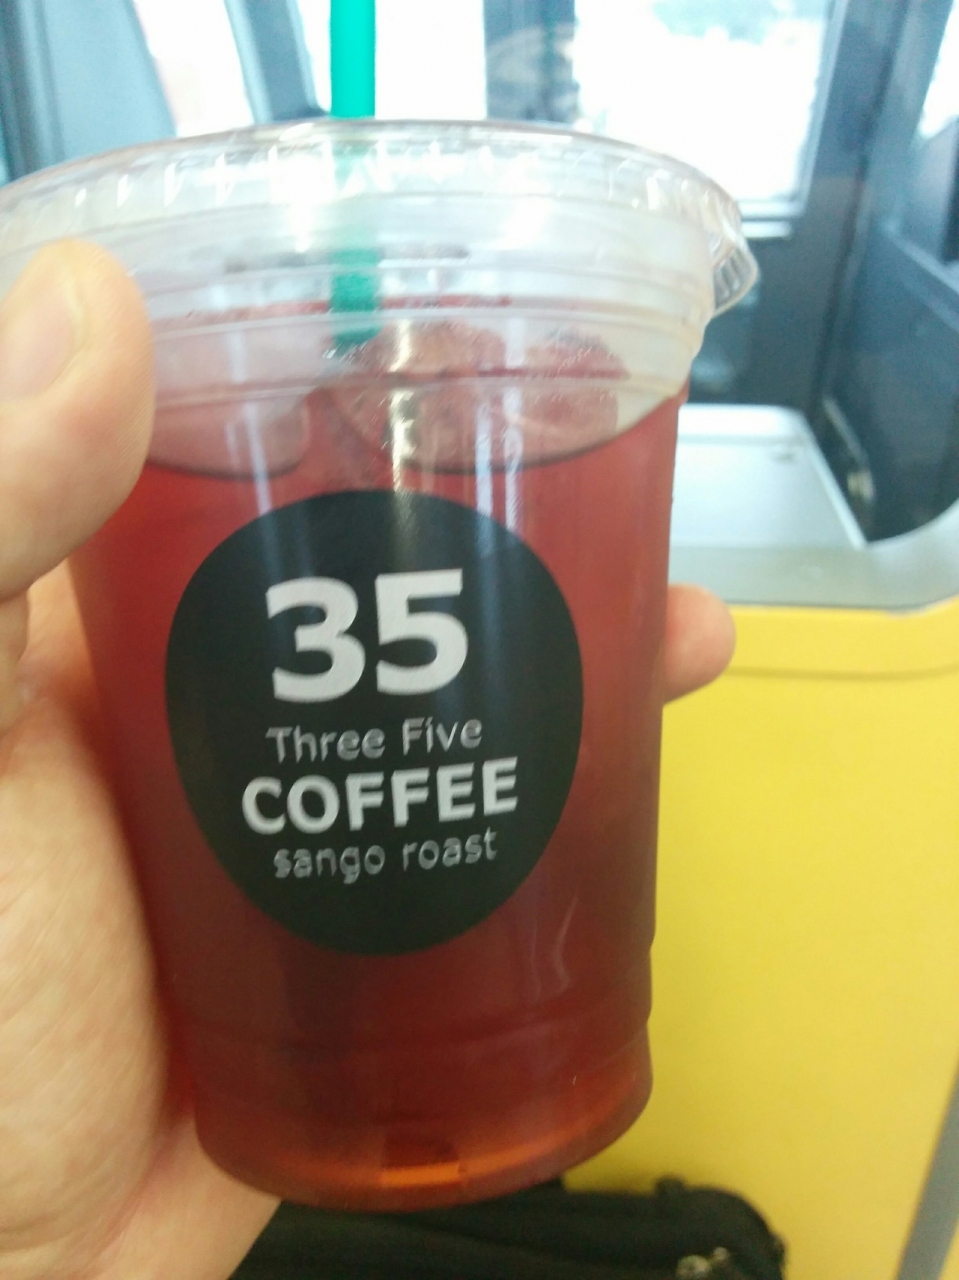 35
Three Five
COFFEE
sango roast